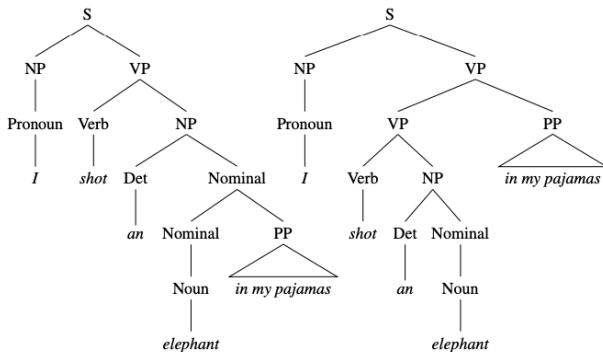 S S
NP VP NP VP
Pronoun Verb NP Pronoun VP PP
I shot Det Nominal I Verb NP in my pajamas
an Nominal PP shot Det Nominal
Noun in my pajamas an Noun
elephant elephant